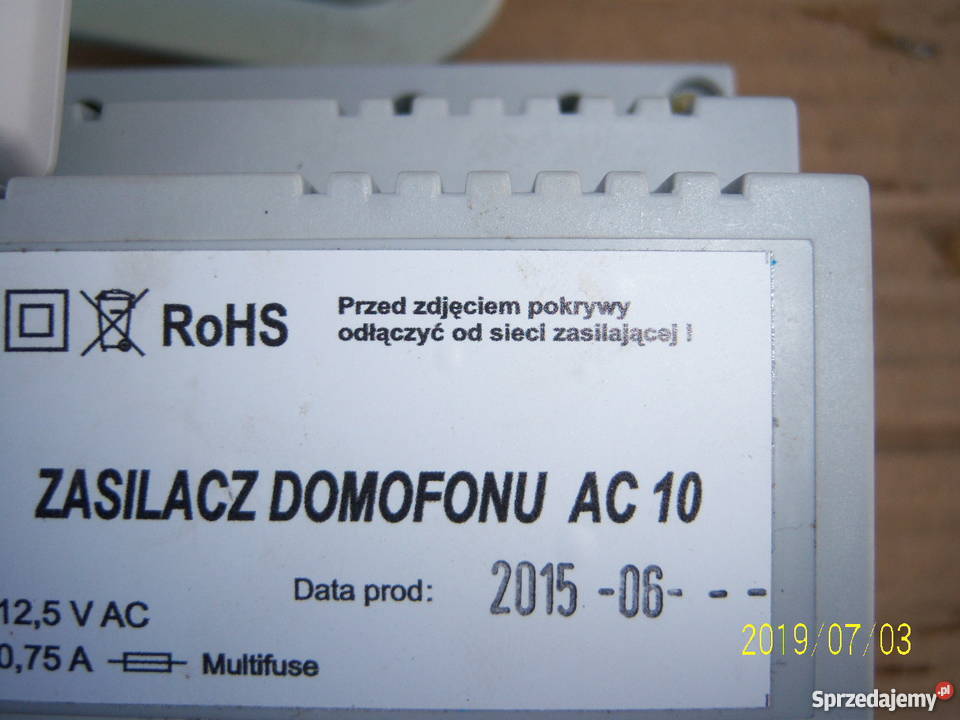 RoHS
Przed zdjęciem pokrywy
odłączyć od sieci zasilającej !
ZASILACZ DOMOFONU AC 10
Data prod: 2015 -06- - -
12,5 V AC
0,75 A Multifuse
2019/07/03
Sprzedajemy.pl